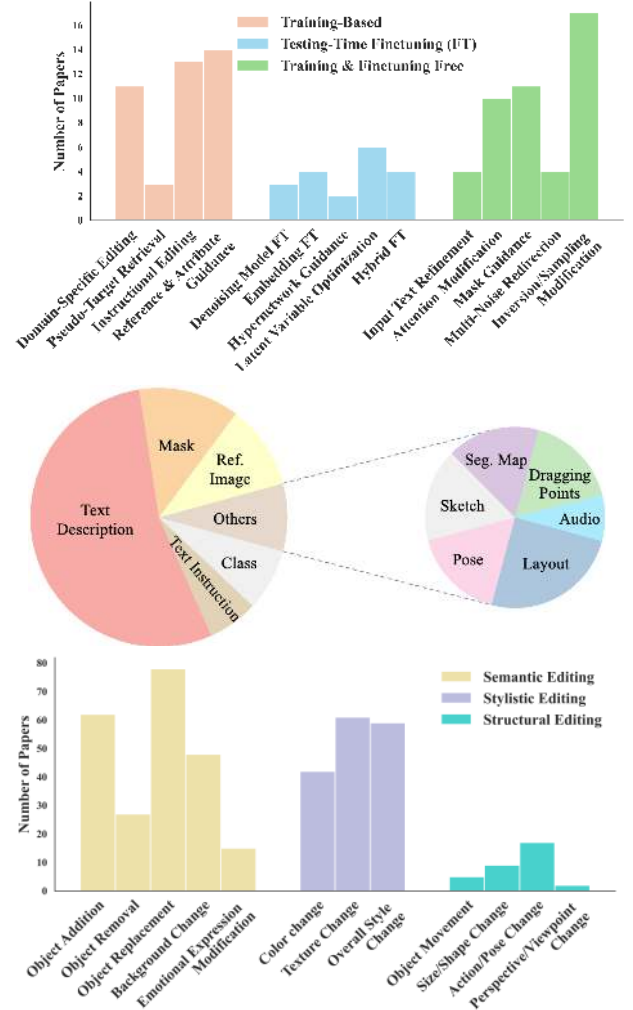 Number of Papers
16
14
12
10
8
6
4
2
0
Training-Based
Testing-Time Finetuning (FT)
Training & Finetuning Free
Domain-Specific Editing
Pseudo-Target Retrieval
Instructional Editing
Reference & Attribute
Guidance
Denoising Model FT
Embedding FT
Hypernetwork Guidance
Latent Variable Optimization
Hybrid FT
Input Text Refinement
Attention Modification
Mask Guidance
Multi-Noise Redirection
Inversion/Sampling
Modification
Mask
Ref.
Image
Text
Description
Others
Class
Text Instruction
Seg. Map
Dragging
Points
Sketch
Audio
Pose
Layout
Number of Papers
80
70
60
50
40
30
20
10
0
Semantic Editing
Stylistic Editing
Structural Editing
Object Addition
Object Removal
Object Replacement
Background Change
Emotional Expression
Modification
Color change
Texture Change
Overall Style
Change
Object Movement
Size/Shape Change
Action/Pose Change
Perspective/Viewpoint
Change